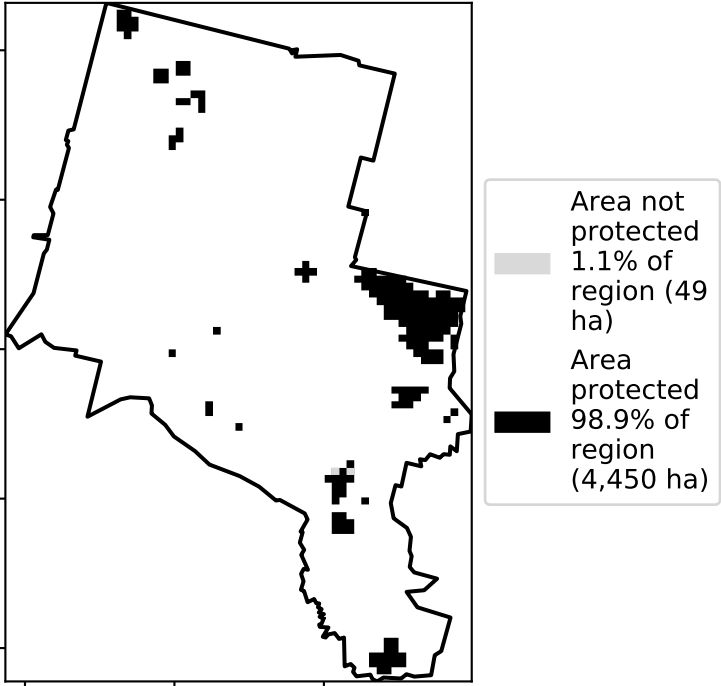 Area not
protected
1.1% of
region (49
ha)
Area
protected
98.9% of
region
(4,450 ha)